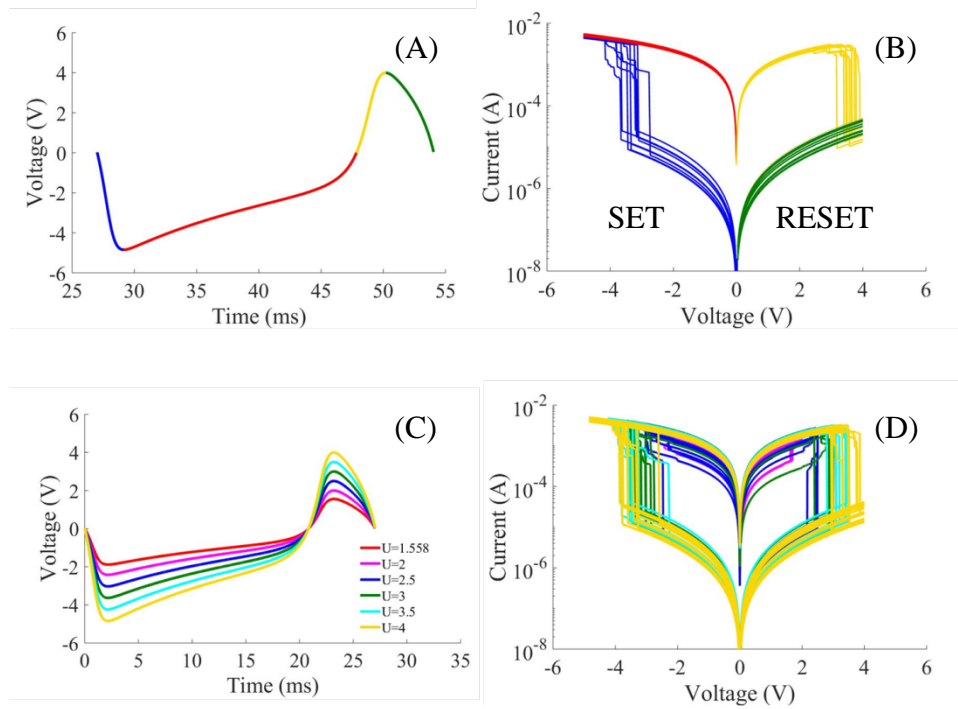 (A)
Voltage (V)
6
4
2
0
-2
-4
-6
25 30 35 40 45 50 55
Time (ms)
(B)
Current (A)
10-2
10-4
10-6
10-8
SET RESET
-6 -4 -2 0 2 4 6
Voltage (V)
(C)
Voltage (V)
6
4
2
0
-2
-4
-6
U=1.558
U=2
U=2.5
U=3
U=3.5
U=4
0 5 10 15 20 25 30 35
Time (ms)
(D)
Current (A)
10-2
10-4
10-6
10-8
-6 -4 -2 0 2 4 6
Voltage (V)